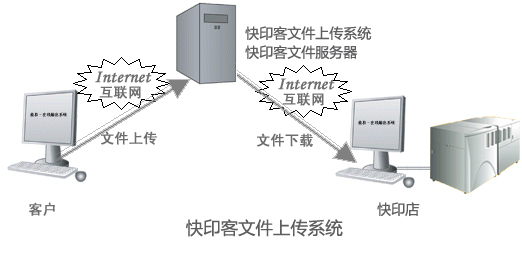 快印客文件上传系统
快印客文件服务器
Internet
互联网
Internet
互联网
文件上传
文件下载
客户
快印店
快印客文件上传系统